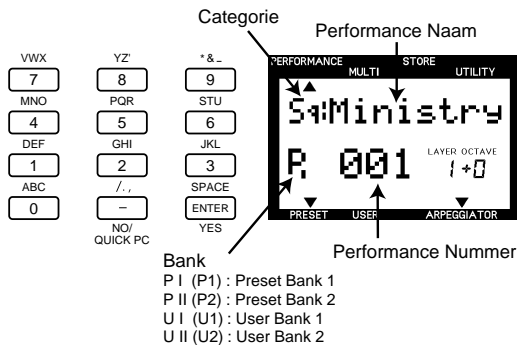 Categorie
Performance Naam
VWX YZ' * & _
7 8 9
MNO PQR STU
4 5 6
DEF GHI JKL
1 2 3
ABC / . , SPACE
0 – ENTER
NO/ YES
QUICK PC
PERFORMANCE STORE
MULTI UTILITY
Sq:Ministry
P 001 LAYER OCTAVE
1 +0
PRESET USER ARPEGGIATOR
Performance Nummer
Bank
P I (P1) : Preset Bank 1
P II (P2) : Preset Bank 2
U I (U1) : User Bank 1
U II (U2) : User Bank 2